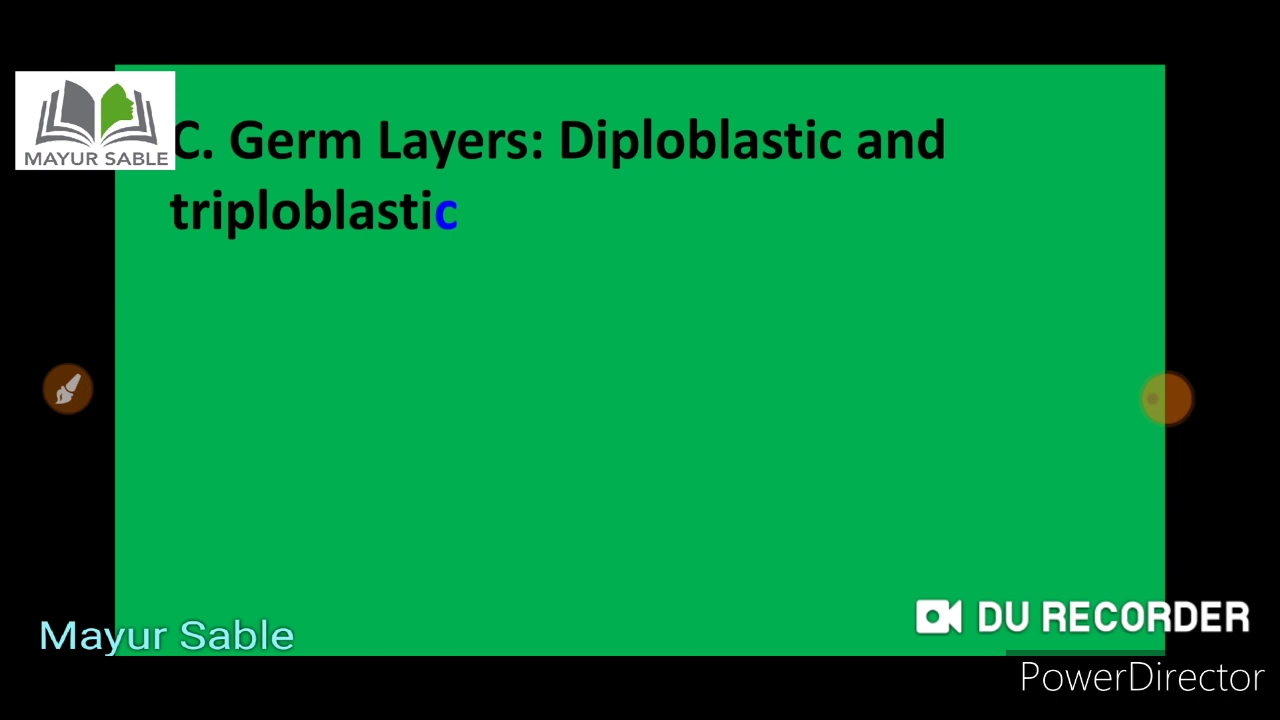 MAYUR SABLE
C. Germ Layers: Diploblastic and
triploblastic
Mayur Sable
DU RECORDER
PowerDirector